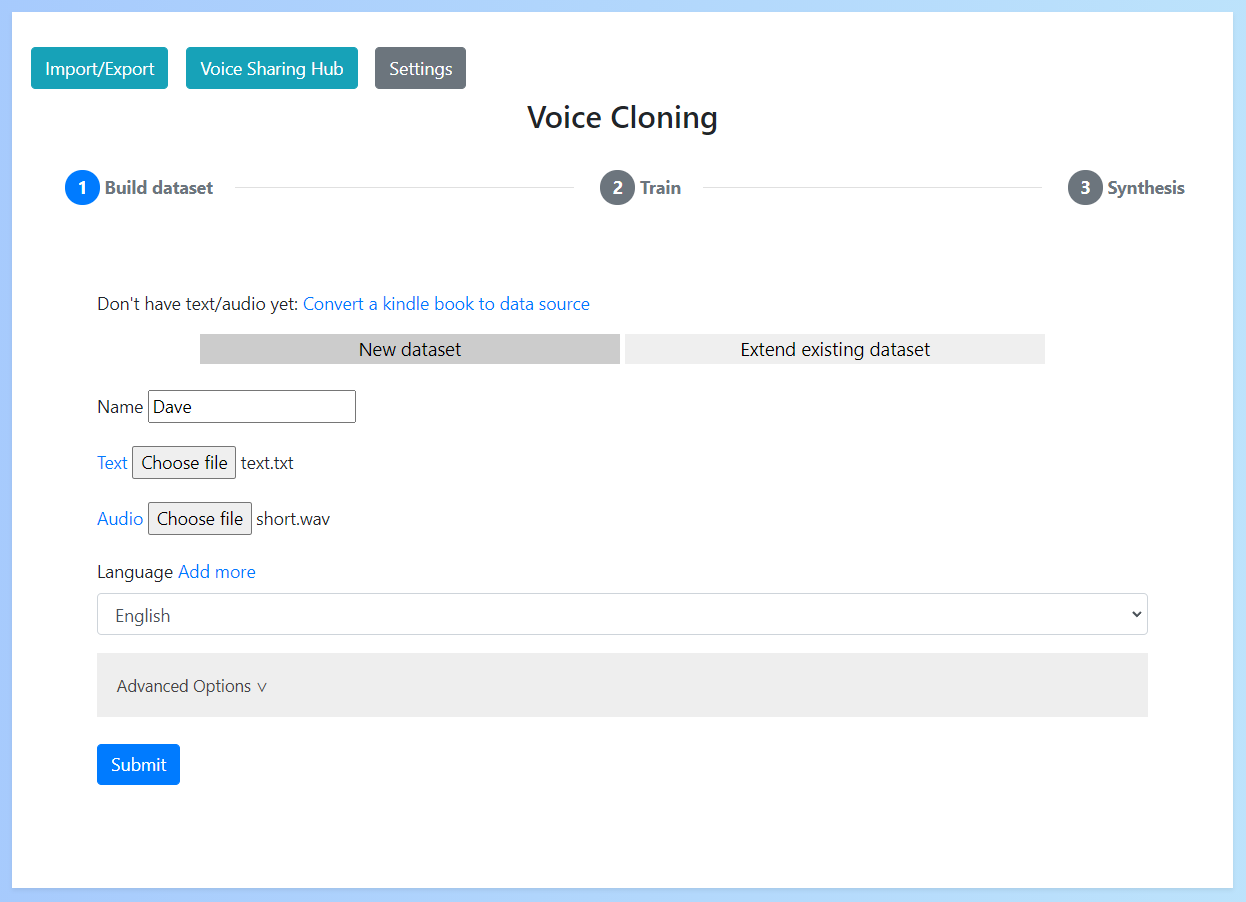 Import/Export Voice Sharing Hub Settings
Voice Cloning
1 Build dataset 2 Train 3 Synthesis
Don't have text/audio yet: Convert a kindle book to data source
New dataset Extend existing dataset
Name Dave
Text Choose file text.txt
Audio Choose file short.wav
Language Add more
English
Advanced Options ˅
Submit